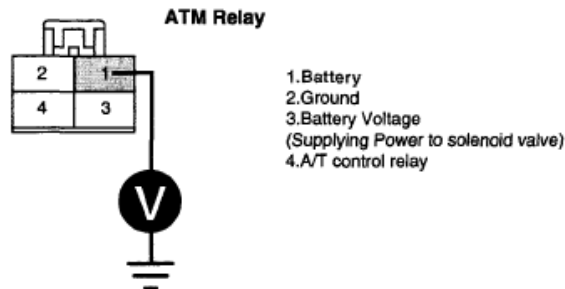 ATM Relay
2 1
4 3
1.Battery
2.Ground
3.Battery Voltage
(Supplying Power to solenoid valve)
4.A/T control relay
V